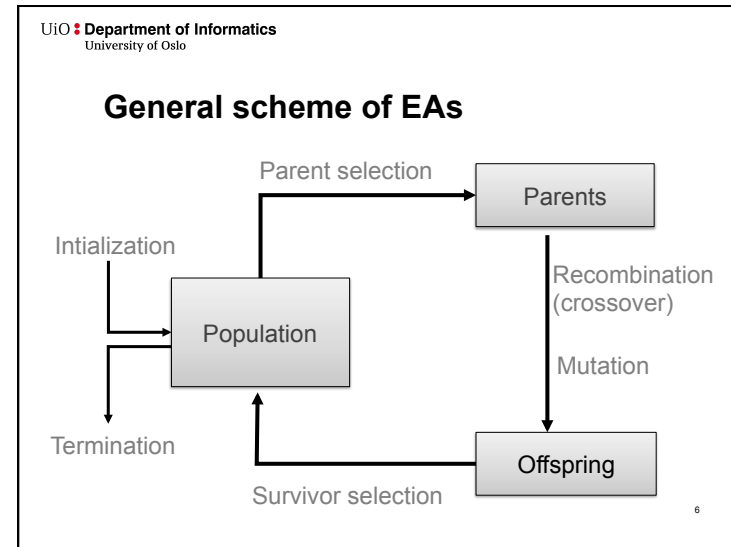 UiO Department of Informatics
University of Oslo
General scheme of EAs
Parent selection
Parents
Intialization
Recombination
(crossover)
Population
Mutation
Termination
Offspring
Survivor selection
6